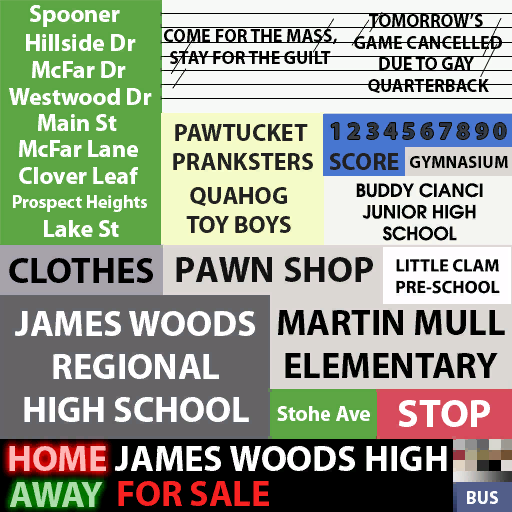 Spooner
Hillside Dr
McFar Dr
Westwood Dr
Main St
McFar Lane
Clover Leaf
Prospect Heights
Lake St
COME FOR THE MASS,
STAY FOR THE GUILT
TOMORROW'S
GAME CANCELLED
DUE TO GAY
QUARTERBACK
PAWTUCKET
PRANKSTERS
QUAHOG
TOY BOYS
1 2 3 4 5 6 7 8 9 0
SCORE
GYMNASIUM
BUDDY CIANCI
JUNIOR HIGH
SCHOOL
CLOTHES
PAWN SHOP
LITTLE CLAM
PRE-SCHOOL
JAMES WOODS
REGIONAL
HIGH SCHOOL
MARTIN MULL
ELEMENTARY
Stohe Ave
STOP
HOME
JAMES WOODS HIGH
AWAY
FOR SALE
BUS